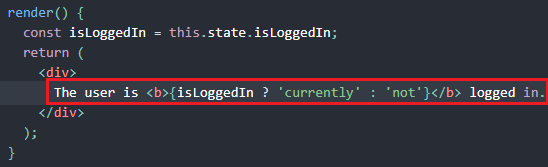 render() {
const isLoggedIn = this.state.isLoggedIn;
return (
<div>
The user is <b>{isLoggedIn ? 'currently' : 'not'}</b> logged in.
</div>
);
}